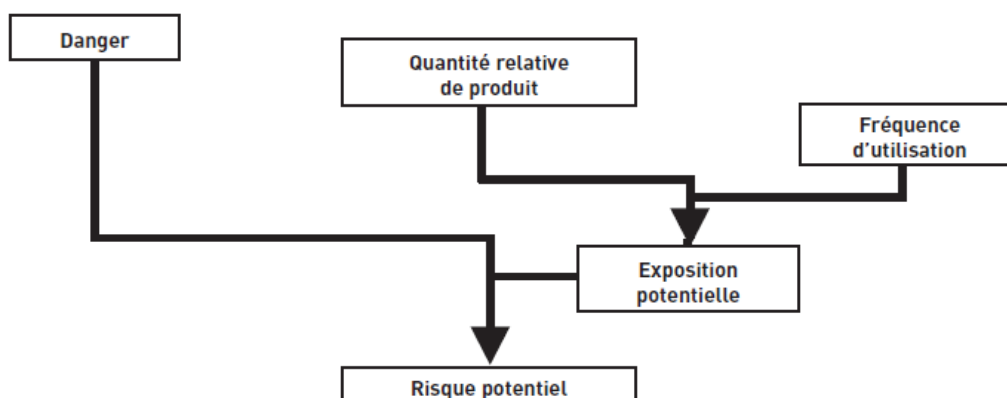 Danger
Quantité relative
de produit
Fréquence
d'utilisation
Exposition
potentielle
Risque potentiel